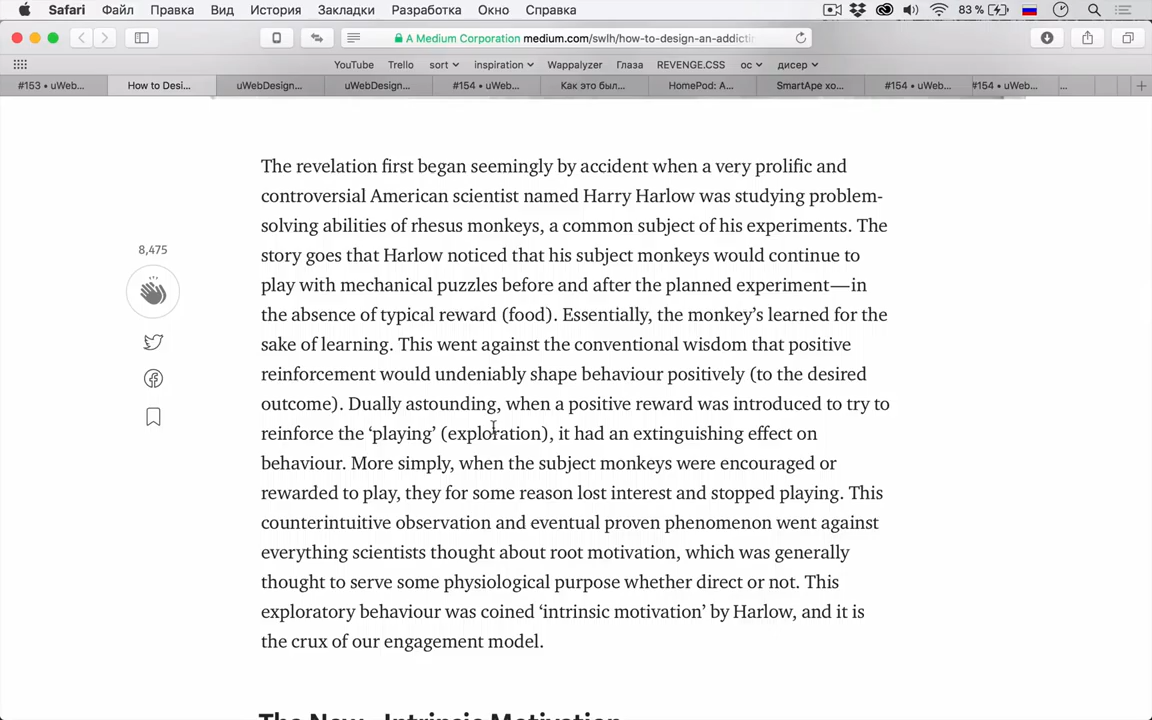 Safari Файл Правка Вид История Закладки Разработка Окно Справка 83 %
A Medium Corporation medium.com/swlh/how-to-design-an-addictin
YouTube Trello sort inspiration Wappalyzer Глаза REVENGE.CSS ос дисер
#153 • uWeb... How to Desi... uWebDesign... uWebDesign... #154 • uWeb... Как это был... HomePod: A... SmartApe хо... #154 • uWeb... #154 • uWeb... ...
The revelation first began seemingly by accident when a very prolific and
controversial American scientist named Harry Harlow was studying problem-
solving abilities of rhesus monkeys, a common subject of his experiments. The
story goes that Harlow noticed that his subject monkeys would continue to
play with mechanical puzzles before and after the planned experiment—in
the absence of typical reward (food). Essentially, the monkey’s learned for the
sake of learning. This went against the conventional wisdom that positive
reinforcement would undeniably shape behaviour positively (to the desired
outcome). Dually astounding, when a positive reward was introduced to try to
reinforce the ‘playing’ (exploration), it had an extinguishing effect on
behaviour. More simply, when the subject monkeys were encouraged or
rewarded to play, they for some reason lost interest and stopped playing. This
counterintuitive observation and eventual proven phenomenon went against
everything scientists thought about root motivation, which was generally
thought to serve some physiological purpose whether direct or not. This
exploratory behaviour was coined ‘intrinsic motivation’ by Harlow, and it is
the crux of our engagement model.
8,475
The New Intrinsic Motivation